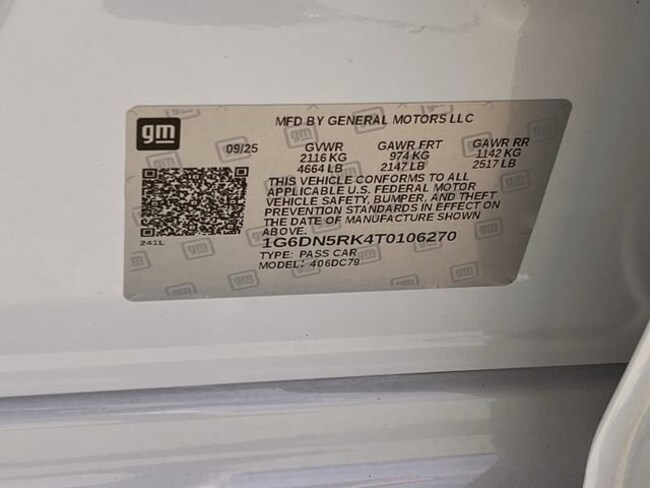 gm
MFD BY GENERAL MOTORS LLC
09/25 GVWR GAWR FRT GAWR RR
2116 KG 974 KG 1142 KG
4664 LB 2147 LB 2517 LB
THIS VEHICLE CONFORMS TO ALL
APPLICABLE U.S. FEDERAL MOTOR
VEHICLE SAFETY, BUMPER, AND THEFT
PREVENTION STANDARDS IN EFFECT ON
THE DATE OF MANUFACTURE SHOWN
ABOVE.
241L
1G6DN5RK4T0106270
TYPE: PASS CAR
MODEL: 406DC79